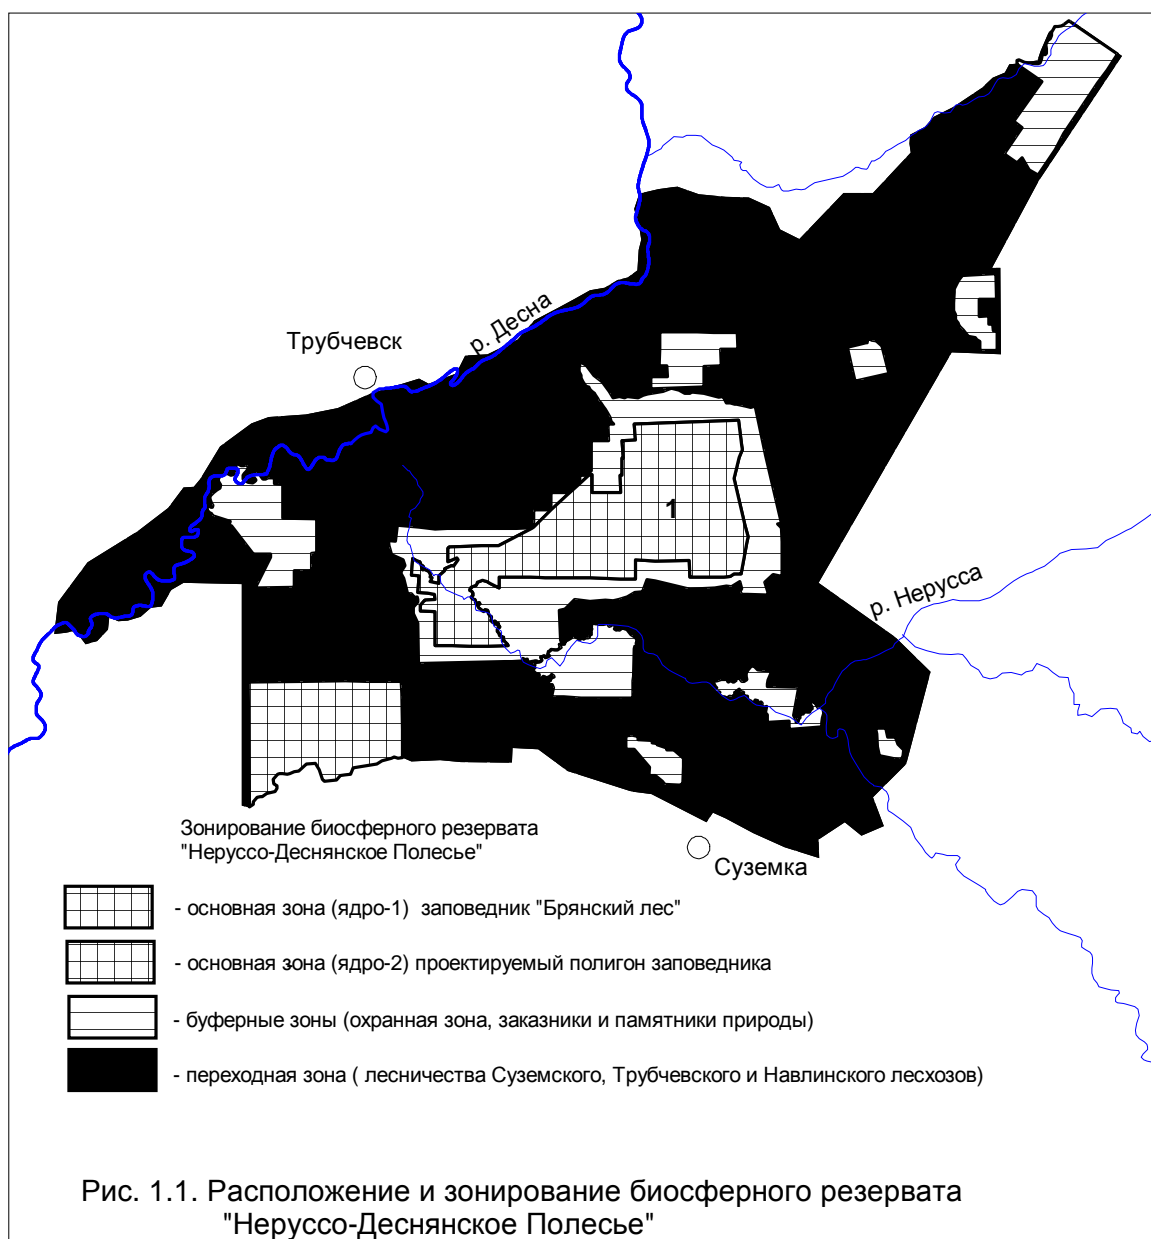 р. Десна
Трубчевск
1
р. Нерусса
Суземка
Зонирование биосферного резервата
"Неруссо-Деснянское Полесье"
- основная зона (ядро-1) заповедник "Брянский лес"
- основная зона (ядро-2) проектируемый полигон заповедника
- буферные зоны (охранная зона, заказники и памятники природы)
- переходная зона ( лесничества Суземского, Трубчевского и Навлинского лесхозов)
Рис. 1.1. Расположение и зонирование биосферного резервата
"Неруссо-Деснянское Полесье"